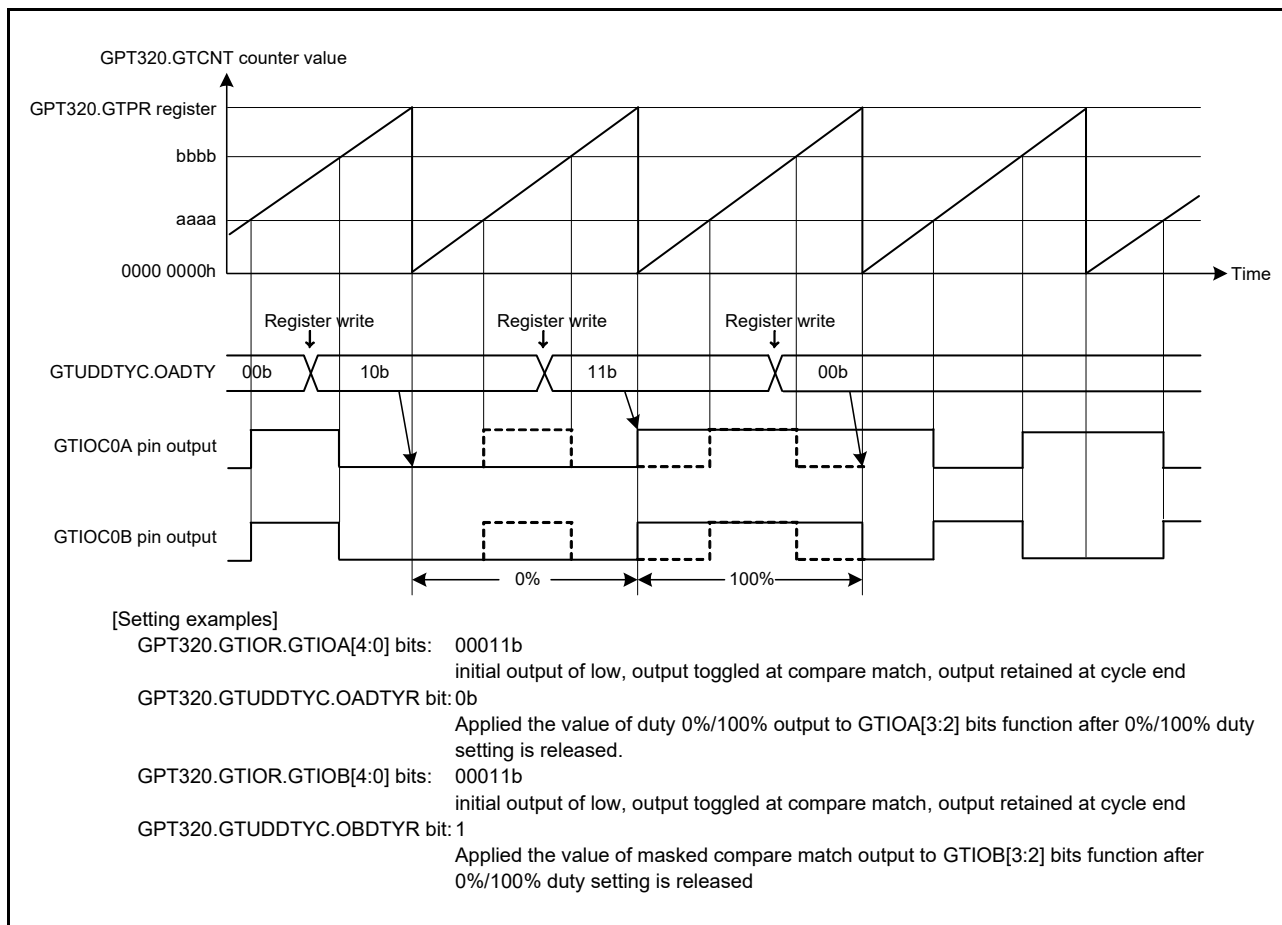 GPT320.GTCNT counter value
GPT320.GTPR register
bbbb
aaaa
0000 0000h
Time
Register write Register write Register write
GTUDDTYC.OADTY 00b 10b 11b 00b
GTIOC0A pin output
GTIOC0B pin output
0% 100%
[Setting examples]
GPT320.GTIOR.GTIOA[4:0] bits: 00011b
initial output of low, output toggled at compare match, output retained at cycle end
GPT320.GTUDDTYC.OADTYR bit: 0b
Applied the value of duty 0%/100% output to GTIOA[3:2] bits function after 0%/100% duty
setting is released.
GPT320.GTIOR.GTIOB[4:0] bits: 00011b
initial output of low, output toggled at compare match, output retained at cycle end
GPT320.GTUDDTYC.OBDTYR bit: 1
Applied the value of masked compare match output to GTIOB[3:2] bits function after
0%/100% duty setting is released